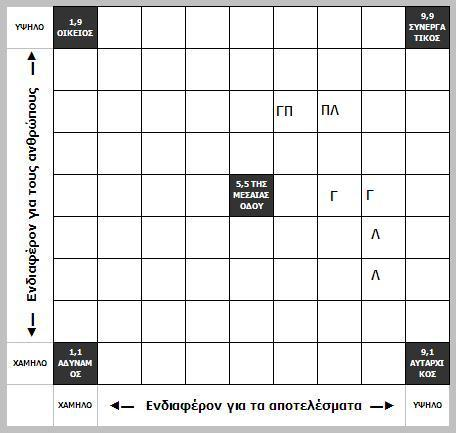 ΥΨΗΛΟ
1,9
ΟΙΚΕΙΟΣ
9,9
ΣΥΝΕΡΓΑ
ΤΙΚΟΣ
Ενδιαφέρον για τους ανθρώπους
ΓΠ ΠΛ
5,5 ΤΗΣ
ΜΕΣΑΙΑΣ
ΟΔΟΥ
Γ Γ
Λ
Λ
ΧΑΜΗΛΟ
1,1
ΑΔΥΝΑΜ
ΟΣ
9,1
ΑΥΤΑΡΧΙ
ΚΟΣ
ΧΑΜΗΛΟ
Ενδιαφέρον για τα αποτελέσματα
ΥΨΗΛΟ